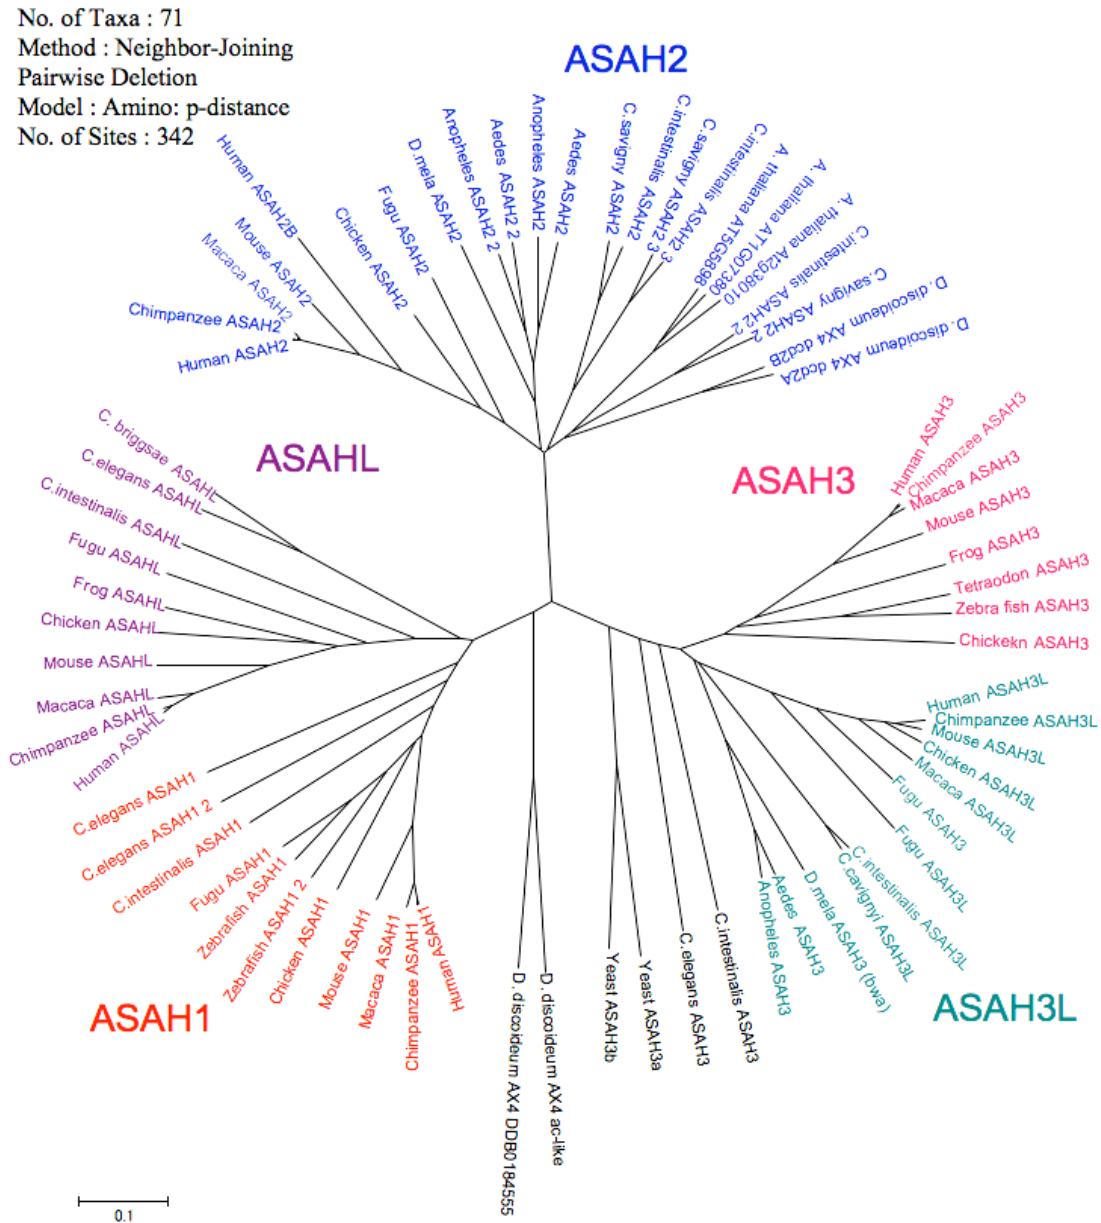 No. of Taxa : 71
Method : Neighbor-Joining
Pairwise Deletion
Model : Amino: p-distance
No. of Sites : 342
ASAH2
Human ASAH2
Chimpanzee ASAH2
Macaca ASAH2
Mouse ASAH2
Human ASAH2B
Chicken ASAH2
Fugu ASAH2
D.mela ASAH2
Anopheles ASAH2 2
Aedes ASAH2 2
Anopheles ASAH2
Aedes ASAH2
C.savigny ASAH2
C.intestinalis ASAH2
C.savigny ASAH2 3
C.intestinalis ASAH2 3
A. thaliana AT5G5898
A. thaliana AT1G07380
A. thaliana At2g38010
C.intestinalis ASAH2 2
C.savigny ASAH2 2
D. discoideum AX4 dcd2B
D. discoideum AX4 dcd2A
ASAH3
Human ASAH3
Chimpanzee ASAH3
Macaca ASAH3
Mouse ASAH3
Frog ASAH3
Tetraodon ASAH3
Zebra fish ASAH3
Chickekn ASAH3
Human ASAH3L
Chimpanzee ASAH3L
Mouse ASAH3L
Chicken ASAH3L
Macaca ASAH3L
Fugu ASAH3
Fugu ASAH3L
C.intestinalis ASAH3L
C.cavignyi ASAH3L
D.mela ASAH3 (bwa)
Aedes ASAH3
Anopheles ASAH3
ASAH3L
C.intestinalis ASAH3
C.elegans ASAH3
Yeast ASAH3a
Yeast ASAH3b
D. discoideum AX4 ac-like
D. discoideum AX4 DDB0184555
Human ASAH1
Chimpanzee ASAH1
Macaca ASAH1
Mouse ASAH1
Chicken ASAH1
Zebrafish ASAH1 2
Zebrafish ASAH1
Fugu ASAH1
C.intestinalis ASAH1
C.elegans ASAH1 2
C.elegans ASAH1
ASAH1
Human ASAHL
Chimpanzee ASAHL
Macaca ASAHL
Mouse ASAHL
Chicken ASAHL
Frog ASAHL
Fugu ASAHL
C.intestinalis ASAHL
C.elegans ASAHL
C. briggsae ASAHL
ASAHL
0.1